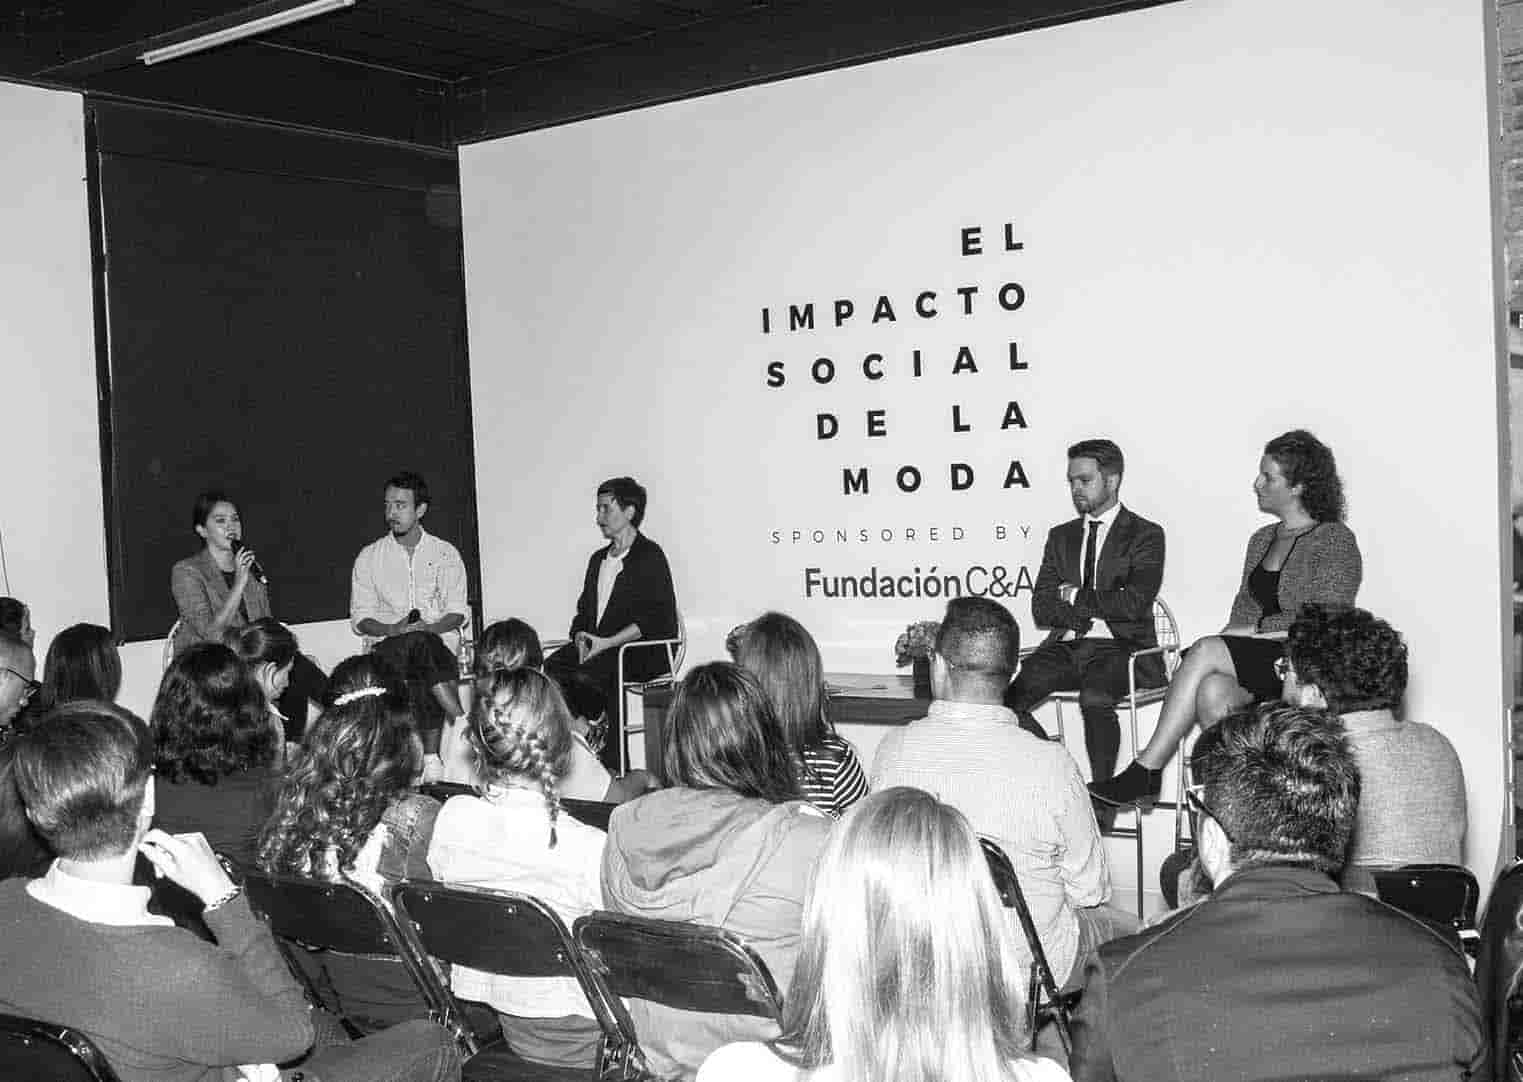 EL
IMPACTO
SOCIAL
DE LA
MODA
SPONSORED BY
Fundación C&A